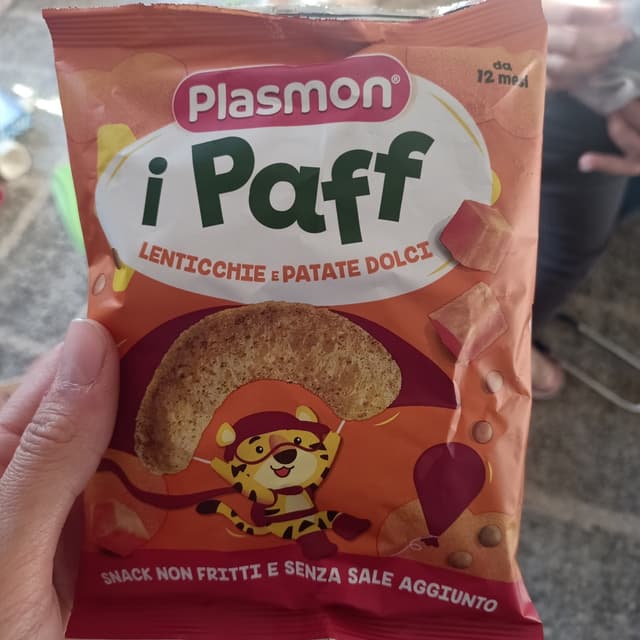 Plasmon®
da
12 mesi
i Paff
LENTICCHIE E PATATE DOLCI
SNACK NON FRITTI E SENZA SALE AGGIUNTO